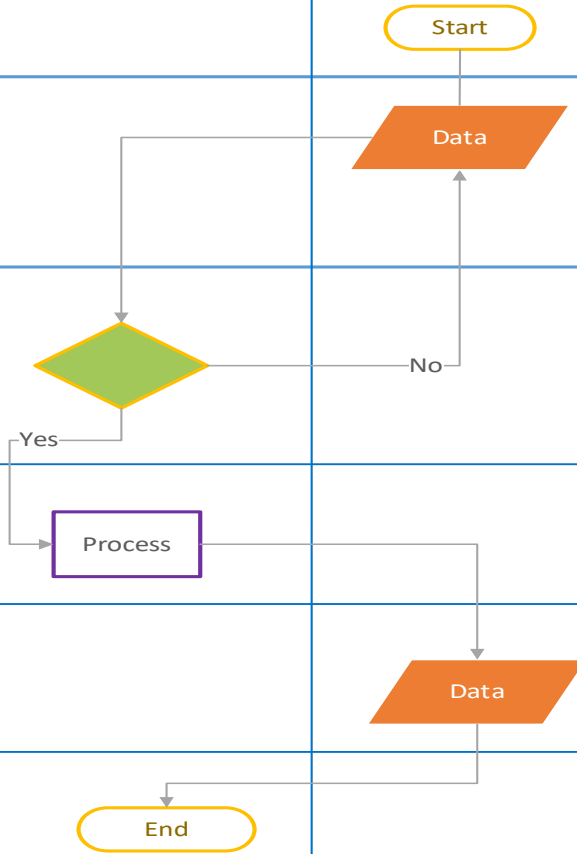 Start
Data
No
Yes
Process
Data
End